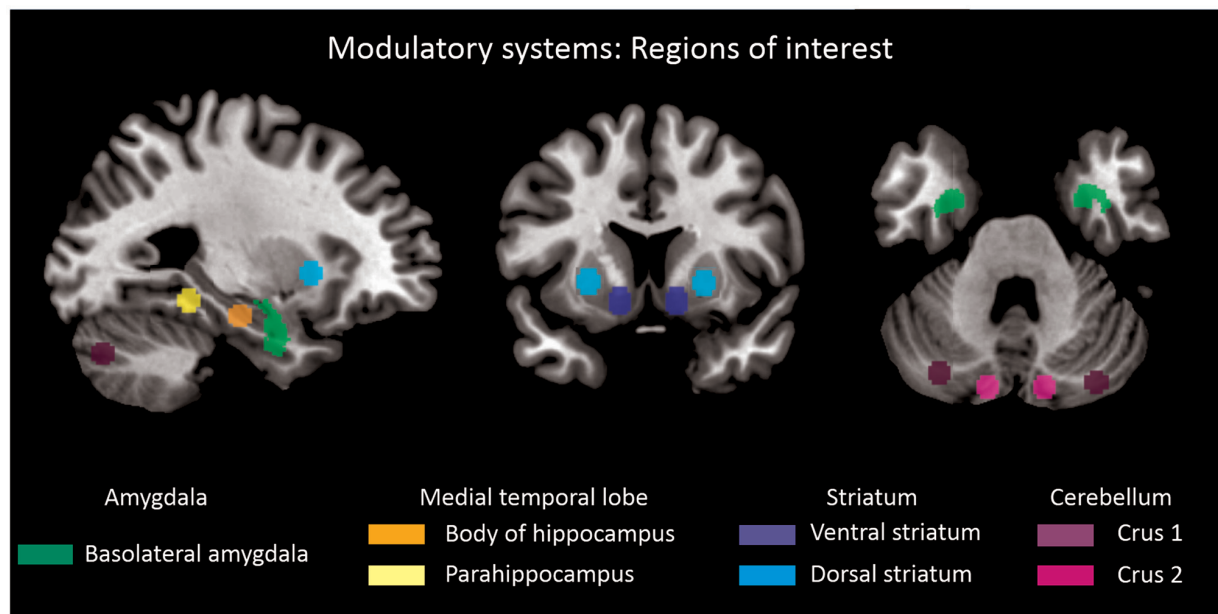 Modulatory systems: Regions of interest
Amygdala
Basolateral amygdala
Medial temporal lobe
Body of hippocampus
Parahippocampus
Striatum
Ventral striatum
Dorsal striatum
Cerebellum
Crus 1
Crus 2